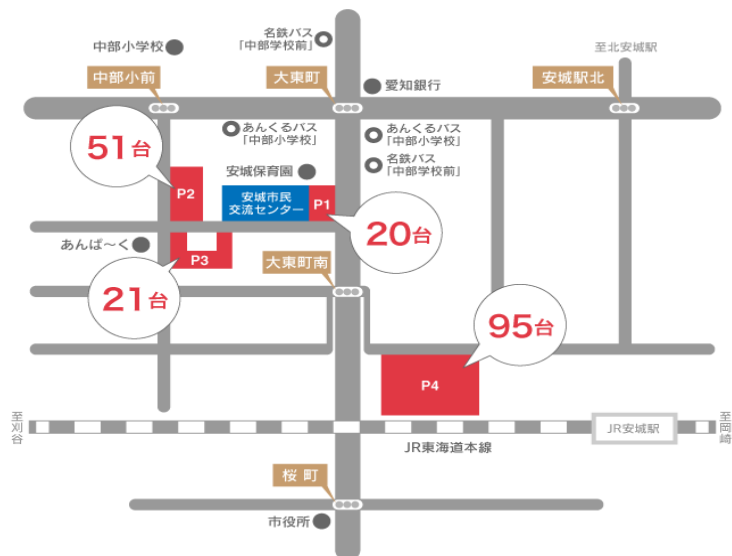 名鉄バス
「中部学校前」
中部小学校
至北安城駅
中部小前
大東町
愛知銀行
安城駅北
あんくるバス
「中部小学校」
あんくるバス
「中部小学校」
名鉄バス
「中部学校前」
51台
安城保育園
P2
安城市民
交流センター
P1
20台
あんぱ〜く
P3
大東町南
21台
95台
P4
至刈谷
JR安城駅
至岡崎
JR東海道本線
桜町
市役所